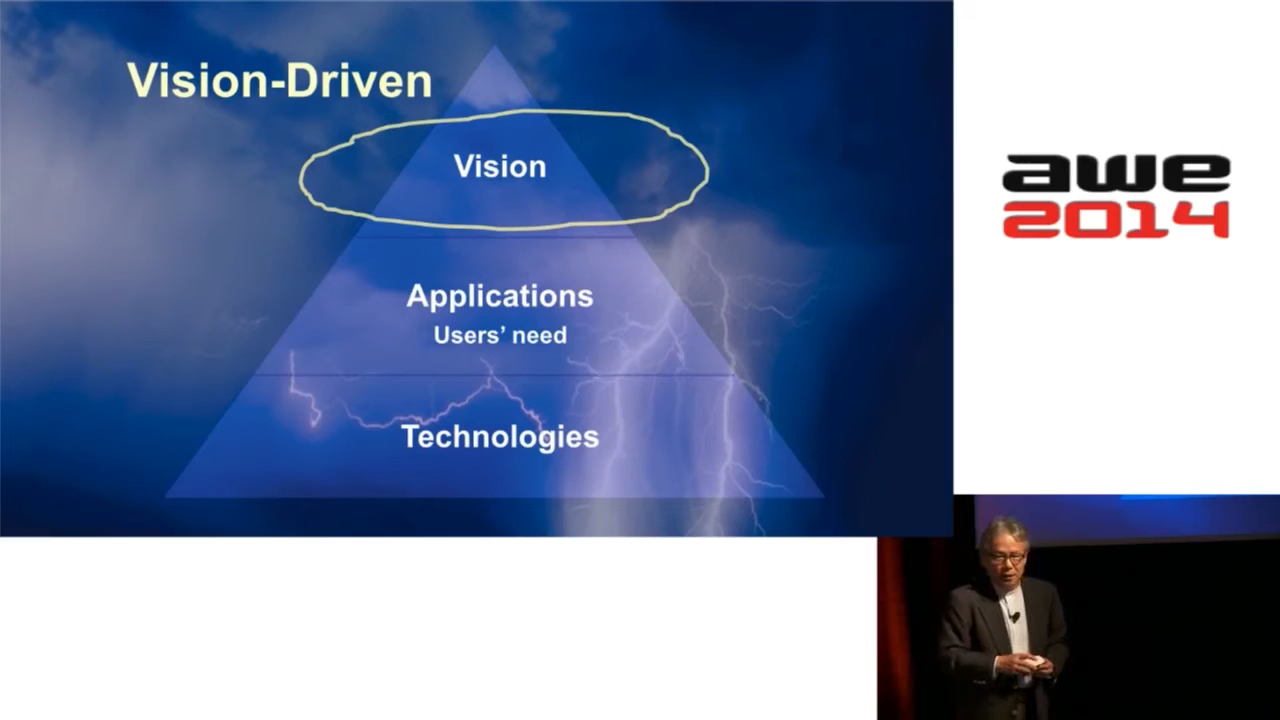 Vision-Driven
Vision
Applications
Users' need
Technologies
awe
2014